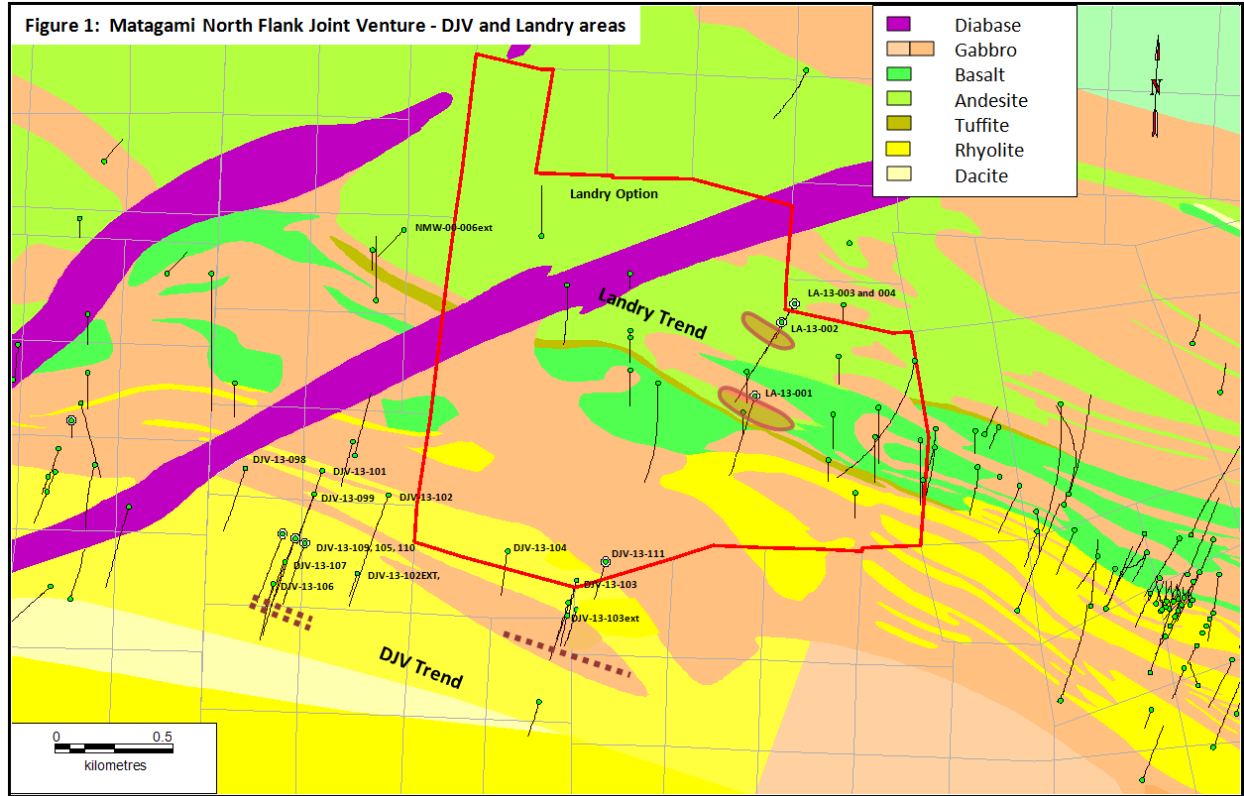 Figure 1: Matagami North Flank Joint Venture - DJV and Landry areas
Diabase
Gabbro
Basalt
Andesite
Tuffite
Rhyolite
Dacite
N
Landry Option
NMW-00-006ext
Landry Trend
LA-13-003 and 004
LA-13-002
LA-13-001
DJV-13-098
DJV-13-101
DJV-13-099
DJV-13-102
DJV-13-109, 105, 110
DJV-13-104
DJV-13-111
DJV-13-107
DJV-13-102EXT,
DJV-13-106
DJV-13-103
DJV-13-103ext
DJV Trend
0 0.5
kilometres